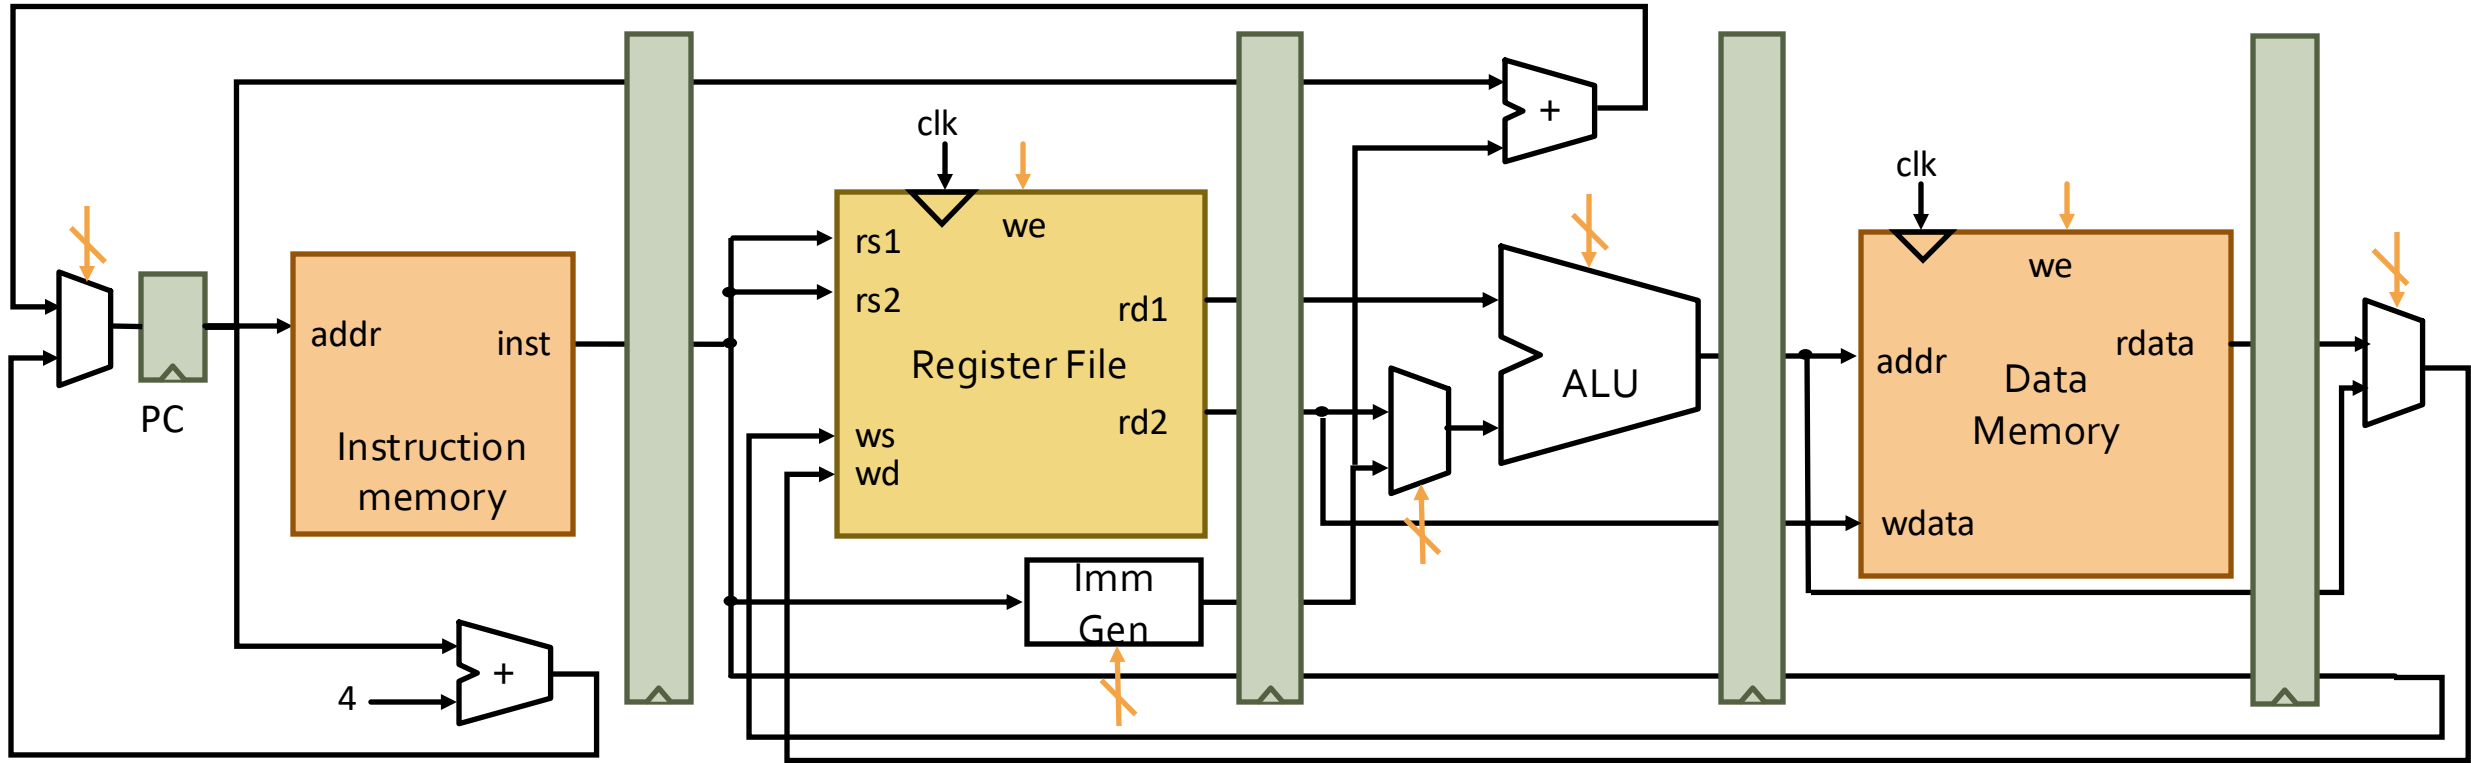 clk
we
rs1
rs2
rd1
Register File
rd2
ws
wd
addr
inst
PC
Instruction
memory
Imm
Gen
+
4
+
ALU
clk
we
rdata
addr
Data
Memory
wdata